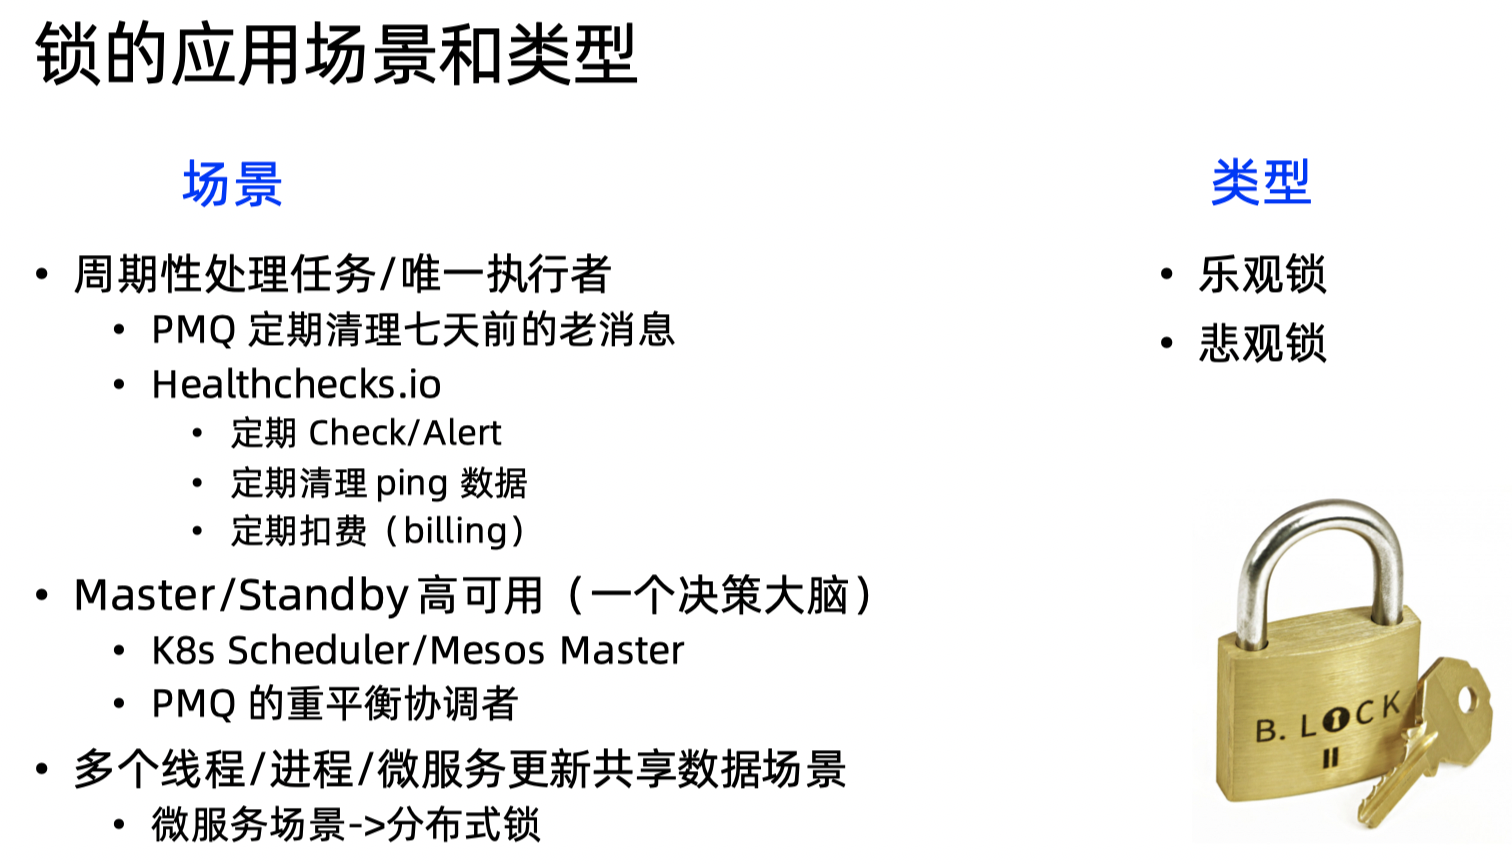 锁的应用场景和类型
场景
• 周期性处理任务/唯一执行者
• PMQ 定期清理七天前的老消息
• Healthchecks.io
• 定期 Check/Alert
• 定期清理 ping 数据
• 定期扣费（billing）
• Master/Standby 高可用（一个决策大脑）
• K8s Scheduler/Mesos Master
• PMQ 的重平衡协调者
• 多个线程/进程/微服务更新共享数据场景
• 微服务场景->分布式锁
类型
• 乐观锁
• 悲观锁
B. LOCK
II